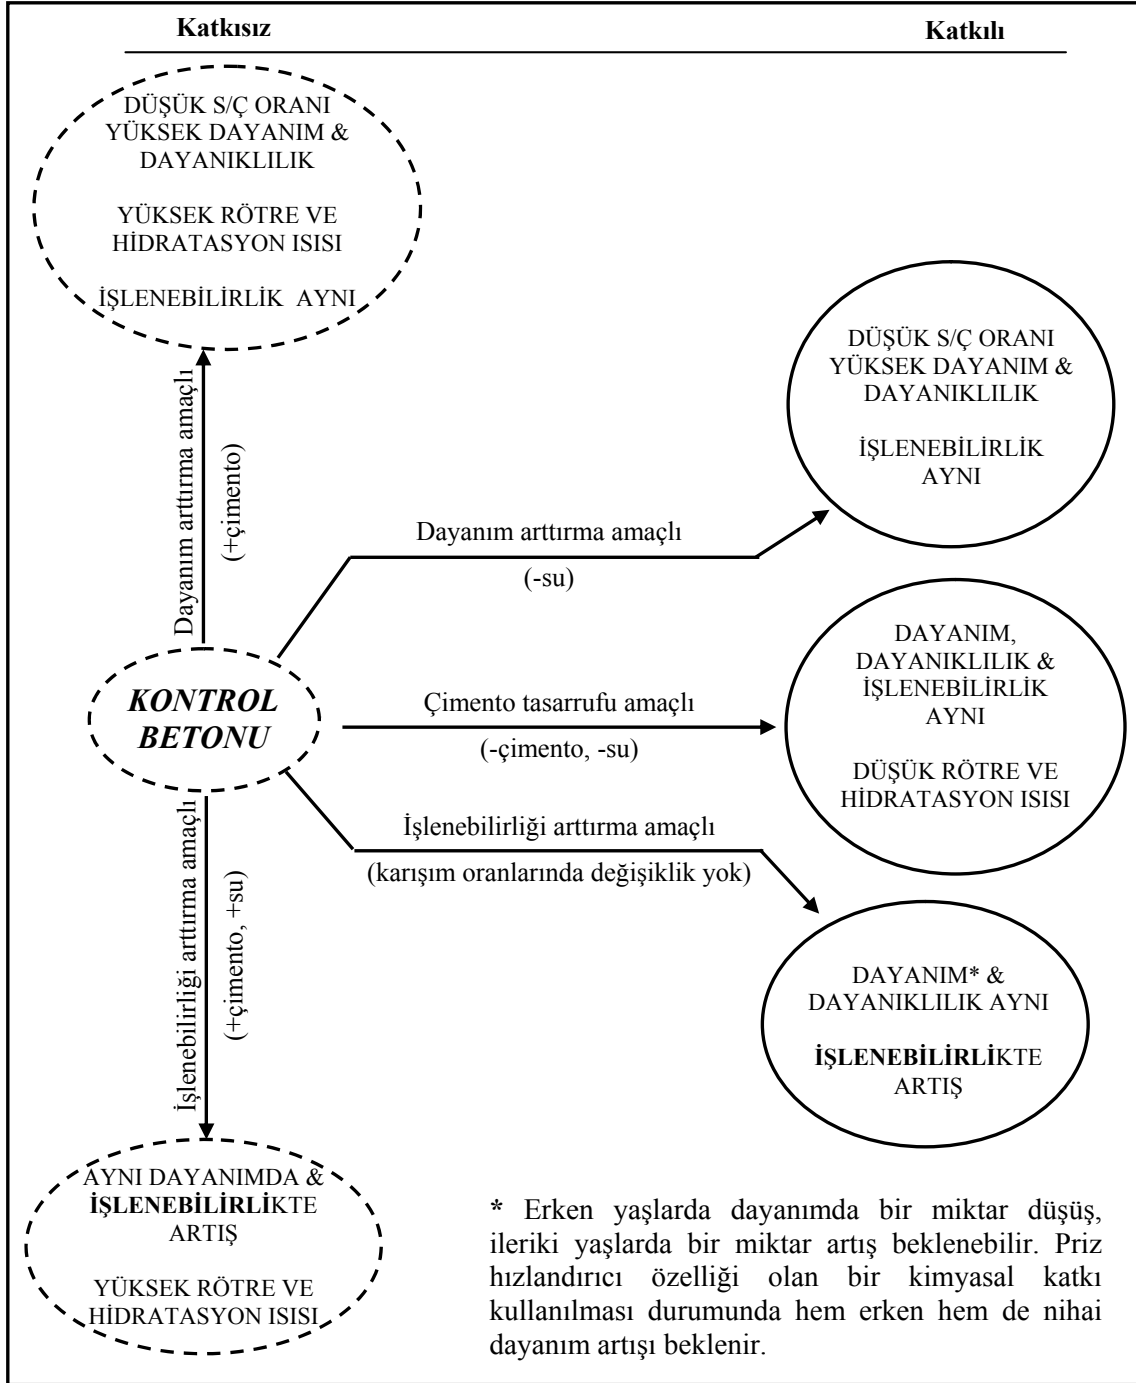 Katkısız
Katkılı
DÜŞÜK S/Ç ORANI
YÜKSEK DAYANIM &
DAYANIKLILIK
YÜKSEK RÖTRE VE
HİDRATASYON ISISI
İŞLENEBİLİRLİK AYNI
Dayanım arttırma amaçlı
(+çimento)
DÜŞÜK S/Ç ORANI
YÜKSEK DAYANIM &
DAYANIKLILIK
İŞLENEBİLİRLİK
AYNI
Dayanım arttırma amaçlı
(-su)
KONTROL
BETONU
Çimento tasarrufu amaçlı
(-çimento, -su)
DAYANIM,
DAYANIKLILIK &
İŞLENEBİLİRLİK
AYNI
DÜŞÜK RÖTRE VE
HİDRATASYON ISISI
İşlenebilirliği arttırma amaçlı
(karışım oranlarında değişiklik yok)
DAYANIM* &
DAYANIKLILIK AYNI
İŞLENEBİLİRLİKTE
ARTIŞ
İşlenebilirliği arttırma amaçlı
(+çimento, +su)
AYNI DAYANIMDA &
İŞLENEBİLİRLİKTE
ARTIŞ
YÜKSEK RÖTRE VE
HİDRATASYON ISISI
* Erken yaşlarda dayanımda bir miktar düşüş,
ileriki yaşlarda bir miktar artış beklenebilir. Priz
hızlandırıcı özelliği olan bir kimyasal katkı
kullanılması durumunda hem erken hem de nihai
dayanım artışı beklenir.